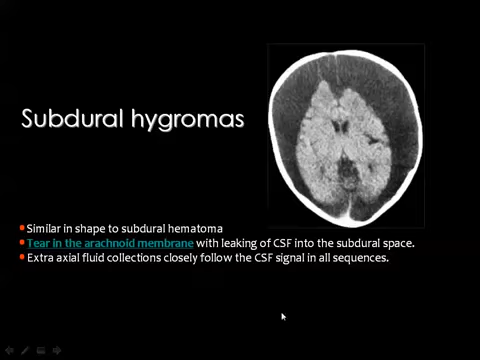 Subdural hygromas
•Similar in shape to subdural hematoma
•Tear in the arachnoid membrane with leaking of CSF into the subdural space.
•Extra axial fluid collections closely follow the CSF signal in all sequences.